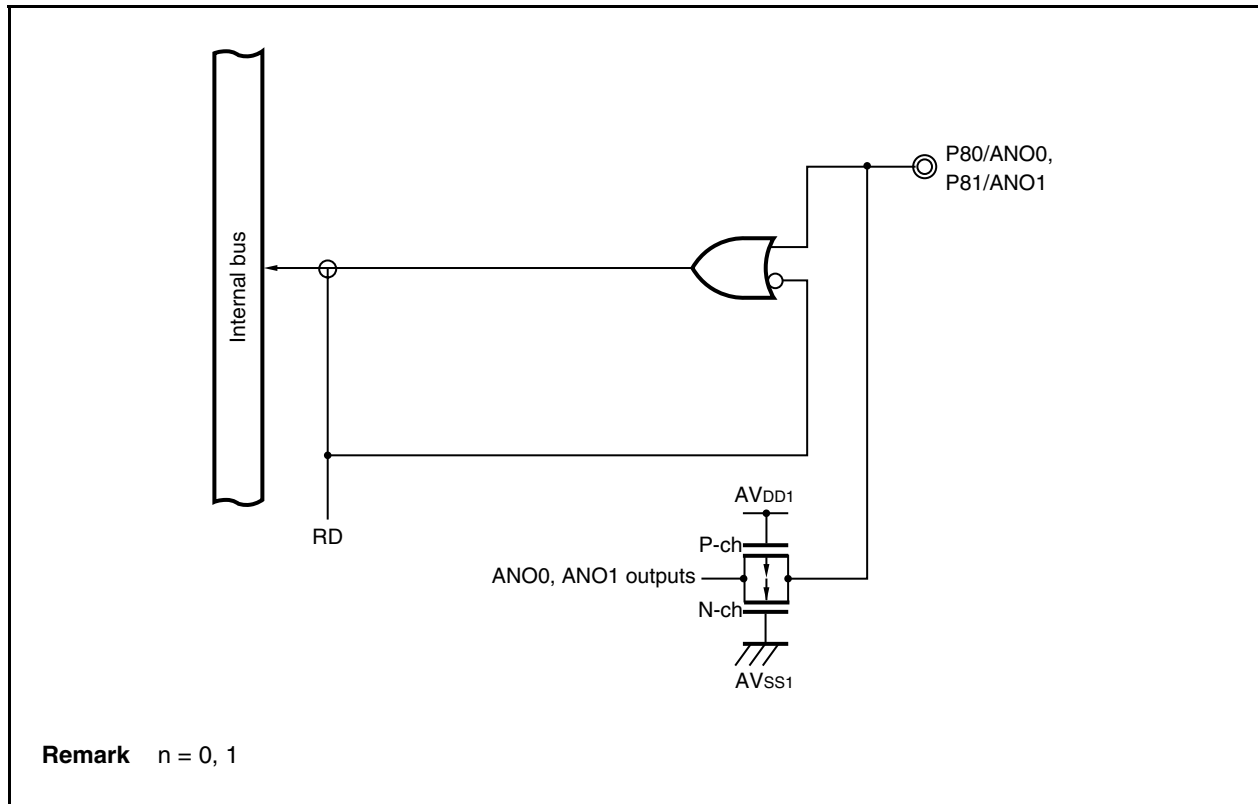 P80/ANO0,
P81/ANO1
Internal bus
RD
AVDD1
P-ch
ANO0, ANO1 outputs
N-ch
AVSS1
Remark n = 0, 1